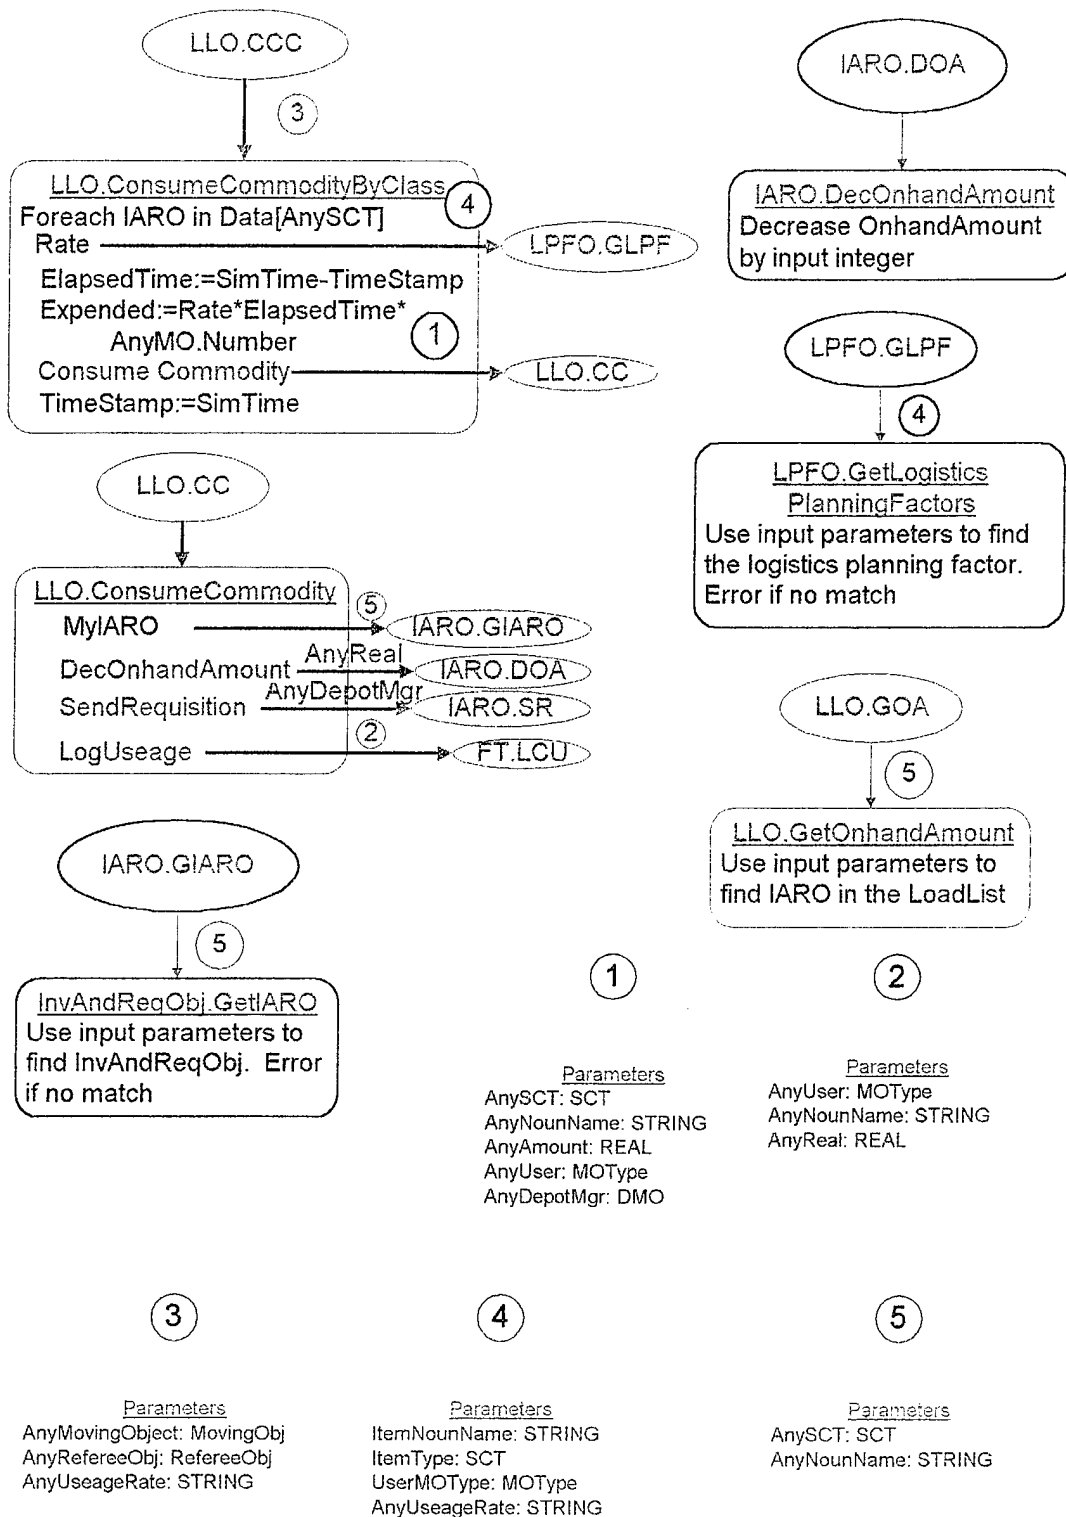 LLO.CCC
3
LLO.ConsumeCommodityByClass
4
Foreach IARO in Data[AnySCT]
Rate
LPFO.GLPF
ElapsedTime:=SimTime-TimeStamp
Expended:=Rate*ElapsedTime*
AnyMO.Number
1
Consume Commodity
LLO.CC
TimeStamp:=SimTime
IARO.DOA
IARO.DecOnhandAmount
Decrease OnhandAmount
by input integer
LPFO.GLPF
4
LPFO.GetLogistics
PlanningFactors
Use input parameters to find
the logistics planning factor.
Error if no match
LLO.CC
LLO.ConsumeCommodity
MyIARO
5
IARO.GIARO
DecOnhandAmount
AnyReal
IARO.DOA
SendRequisition
AnyDepotMgr
IARO.SR
LogUseage
2
FT.LCU
LLO.GOA
5
LLO.GetOnhandAmount
Use input parameters to
find IARO in the LoadList
IARO.GIARO
5
InvAndReqObj.GetIARO
Use input parameters to
find InvAndReqObj. Error
if no match
1
Parameters
AnySCT: SCT
AnyNounName: STRING
AnyAmount: REAL
AnyUser: MOType
AnyDepotMgr: DMO
2
Parameters
AnyUser: MOType
AnyNounName: STRING
AnyReal: REAL
3
Parameters
AnyMovingObject: MovingObj
AnyRefereeObj: RefereeObj
AnyUseageRate: STRING
4
Parameters
ItemNounName: STRING
ItemType: SCT
UserMOType: MOType
AnyUseageRate: STRING
5
Parameters
AnySCT: SCT
AnyNounName: STRING